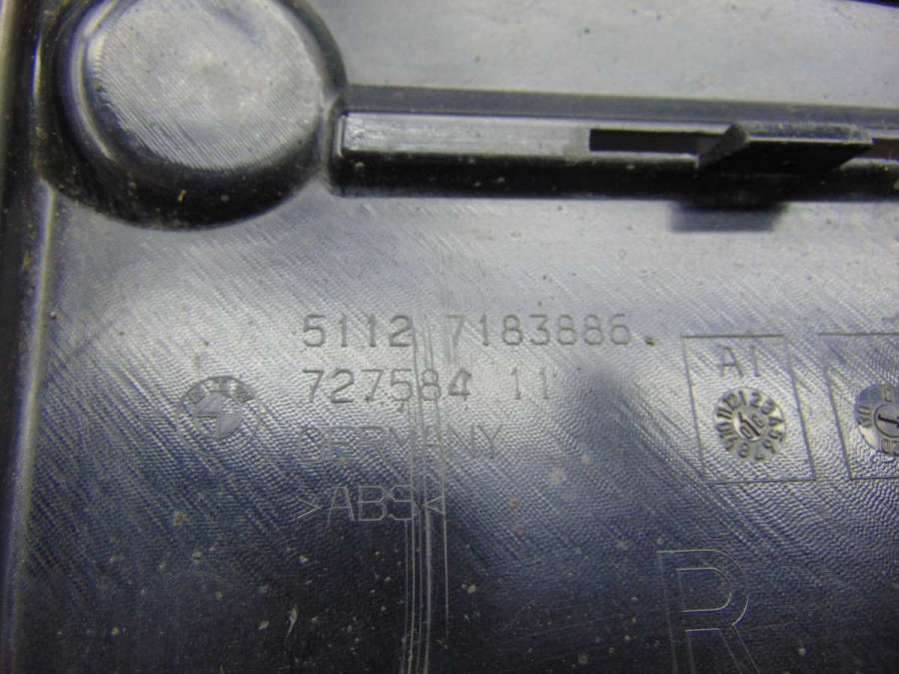 5112 7183886.
727584 11
GERMANY
>ABS<
A1
R